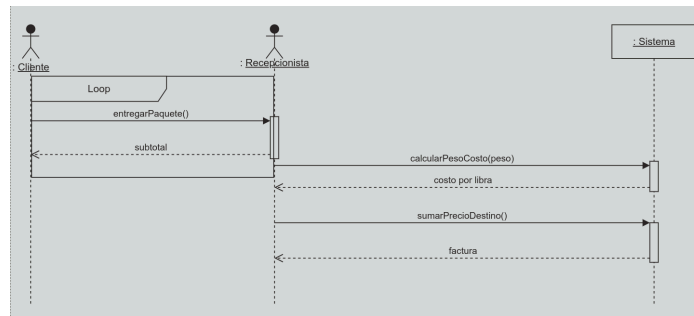 : Cliente
: Recepcionista
: Sistema
Loop
entregarPaquete()
subtotal
calcularPesoCosto(peso)
costo por libra
sumarPrecioDestino()
factura